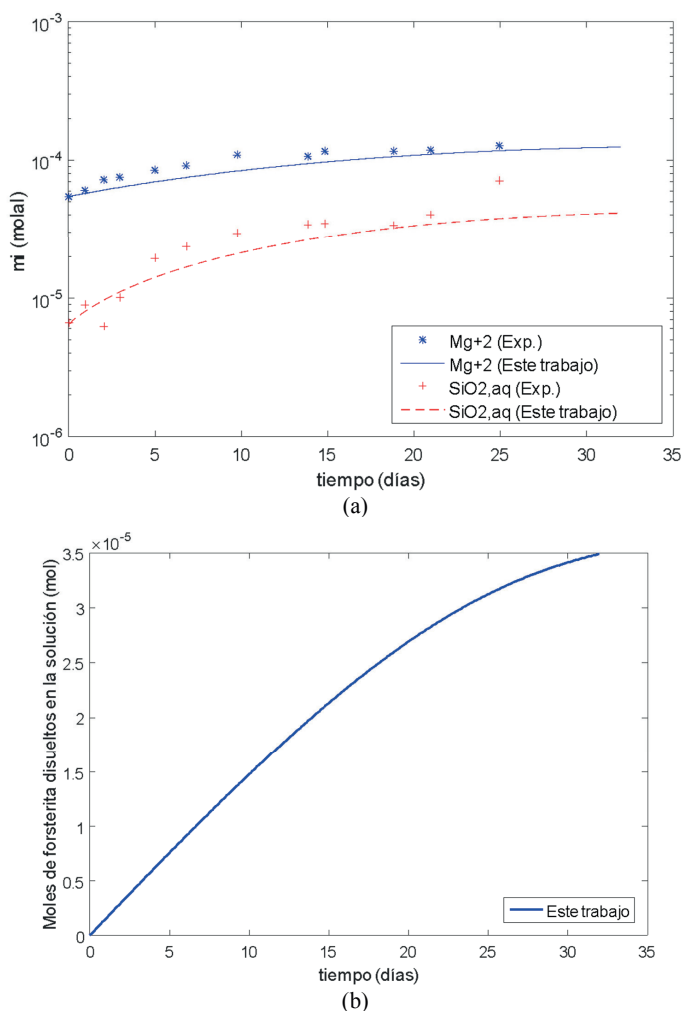 10-3
10-4
10-5
10-6
mi (molal)
0 5 10 15 20 25 30 35
tiempo (días)
Mg+2 (Exp.)
Mg+2 (Este trabajo)
SiO2,aq (Exp.)
SiO2,aq (Este trabajo)
(a)
×10-5
3.5
3
2.5
2
1.5
1
0.5
0
Moles de forsterita disueltos en la solución (mol)
0 5 10 15 20 25 30 35
tiempo (días)
Este trabajo
(b)